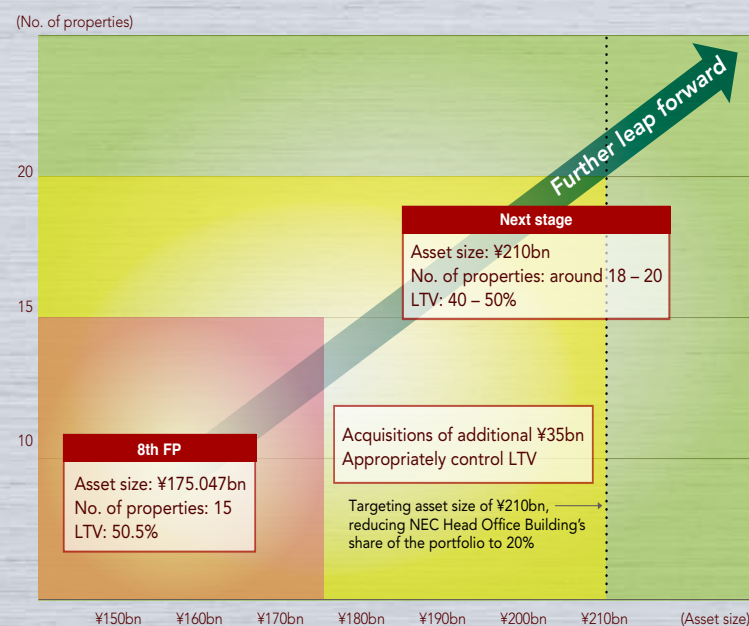 (No. of properties)
Further leap forward
20
Next stage
Asset size: ¥210bn
No. of properties: around 18 – 20
LTV: 40 – 50%
15
Acquisitions of additional ¥35bn
Appropriately control LTV
10
8th FP
Asset size: ¥175.047bn
No. of properties: 15
LTV: 50.5%
Targeting asset size of ¥210bn,
reducing NEC Head Office Building's
share of the portfolio to 20%
¥150bn ¥160bn ¥170bn ¥180bn ¥190bn ¥200bn ¥210bn (Asset size)